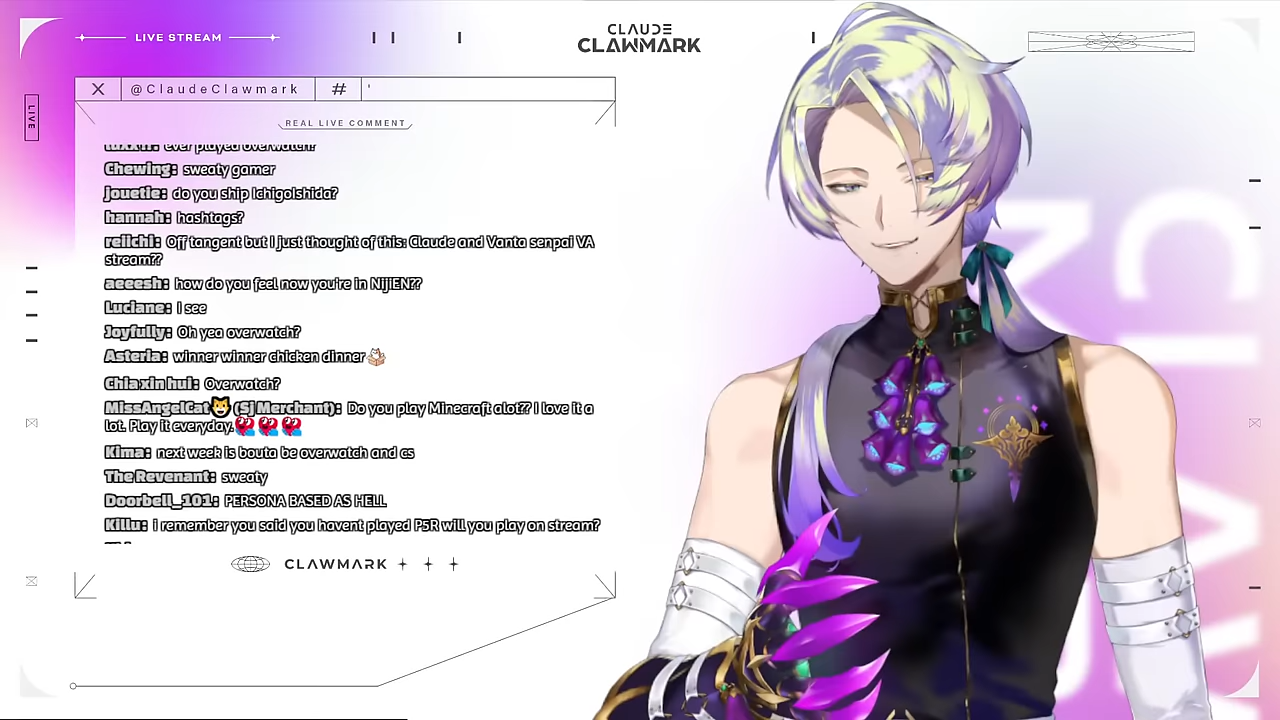 LIVE STREAM
CLAUDE
CLAWMARK
X @ClaudeClawmark # '
LIVE
REAL LIVE COMMENT
ever played overwatch?
Chewing: sweaty gamer
jouetie: do you ship IchigoIshida?
hannah: hashtags?
reiichi: Off tangent but I just thought of this: Claude and Vanta senpai VA
stream??
aeeesh: how do you feel now you're in NijiEN??
Luciane: I see
Joyfully: Oh yea overwatch?
Asteria: winner winner chicken dinner
Chia xin hui: Overwatch?
MissAngelCat (SJ Merchant): Do you play Minecraft alot?? I love it a
lot. Play it everyday.
Kima: next week is bouta be overwatch and cs
The Revenant: sweaty
Doorbell_101: PERSONA BASED AS HELL
Killu: i remember you said you havent played P5R will you play on stream?
CLAWMARK